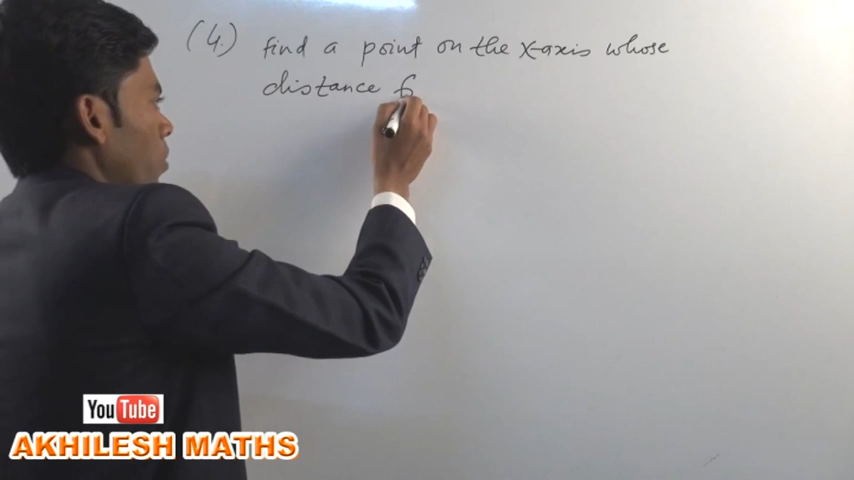 (4.) find a point on the x-axis whose
distance f
YouTube
AKHILESH MATHS